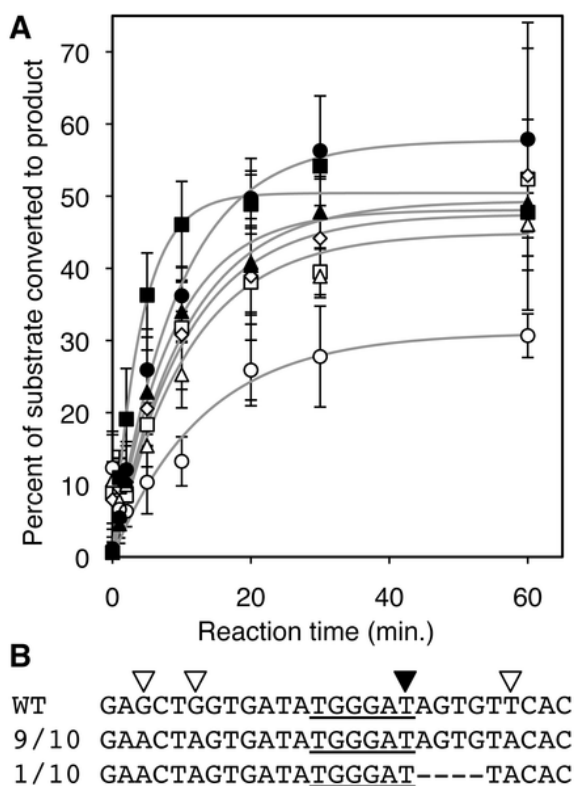 A
Percent of substrate converted to product
70
60
50
40
30
20
10
0
0 20 40 60
Reaction time (min.)
B
WT GAGCTGGTGATATGGGATAGTGTTCAC
9/10 GAACTAGTGATATGGGATAGTGTACAC
1/10 GAACTAGTGATATGGGAT----TACAC